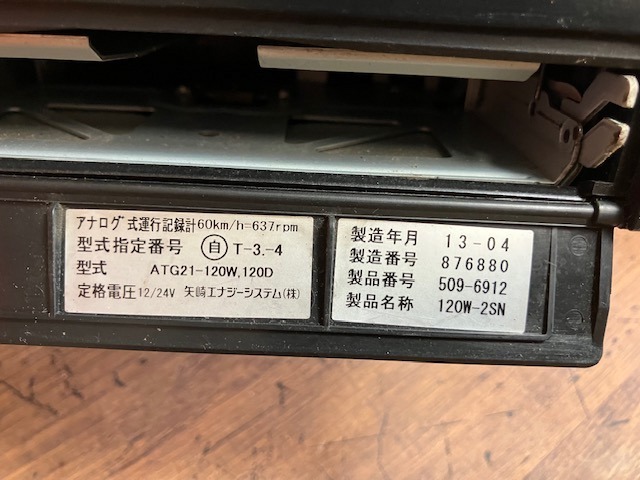 アナログ式運行記録計60km/h=637rpm
型式指定番号 自 T-3.-4
型式 ATG21-120W,120D
定格電圧12/24V 矢崎エナジーシステム(株)
製造年月 13-04
製造番号 876880
製品番号 509-6912
製品名称 120W-2SN